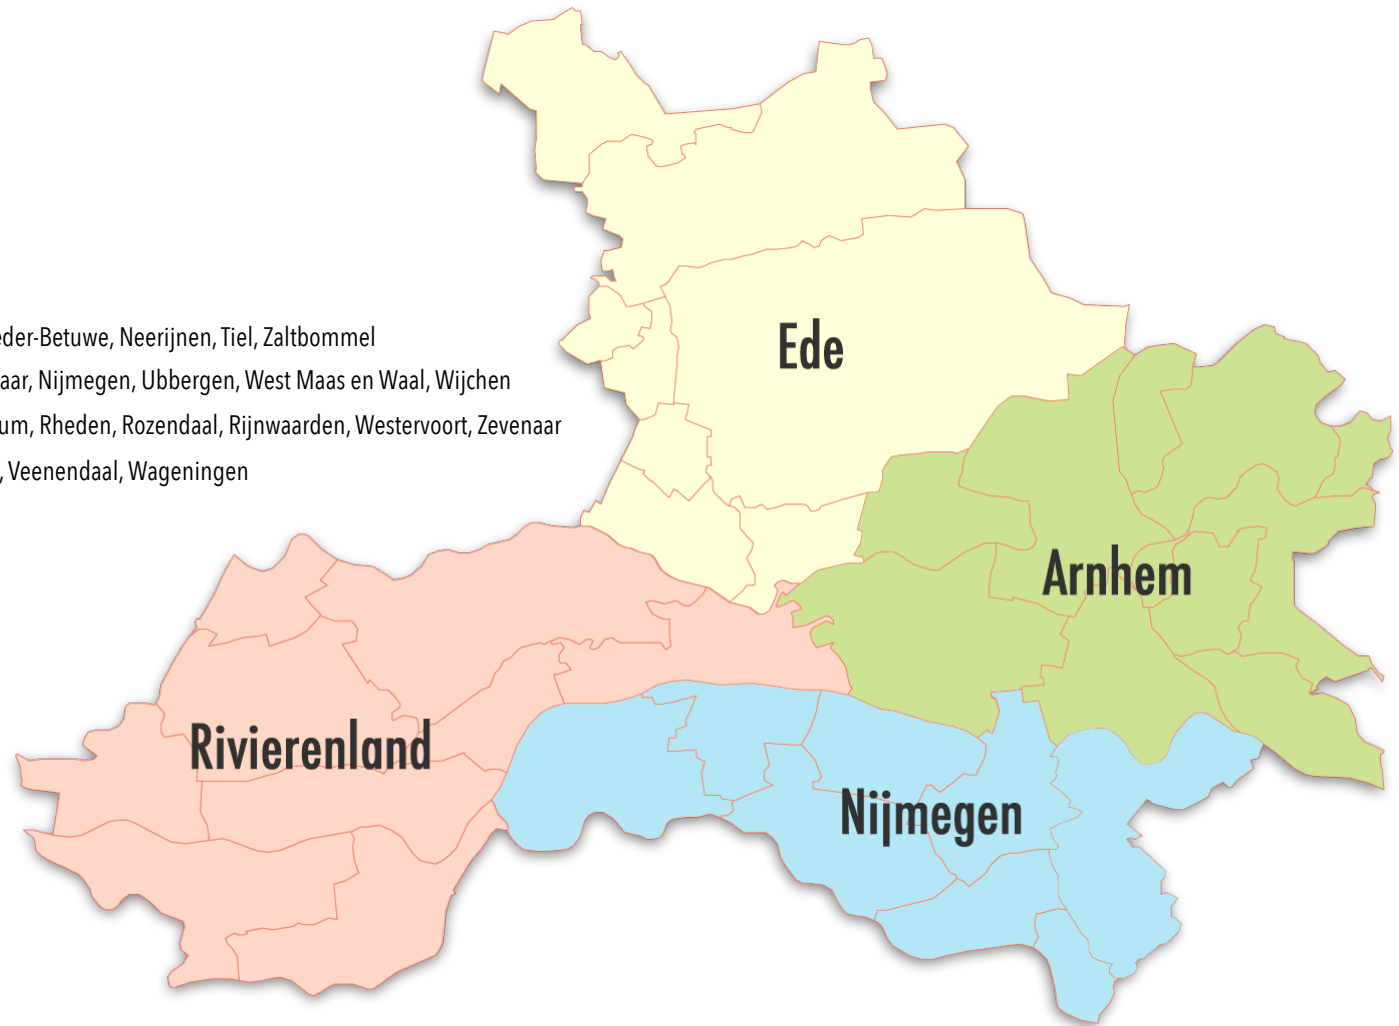 eder-Betuwe, Neerijnen, Tiel, Zaltbommel
aar, Nijmegen, Ubbergen, West Maas en Waal, Wijchen
um, Rheden, Rozendaal, Rijnwaarden, Westervoort, Zevenaar
, Veenendaal, Wageningen
Ede
Arnhem
Rivierenland
Nijmegen